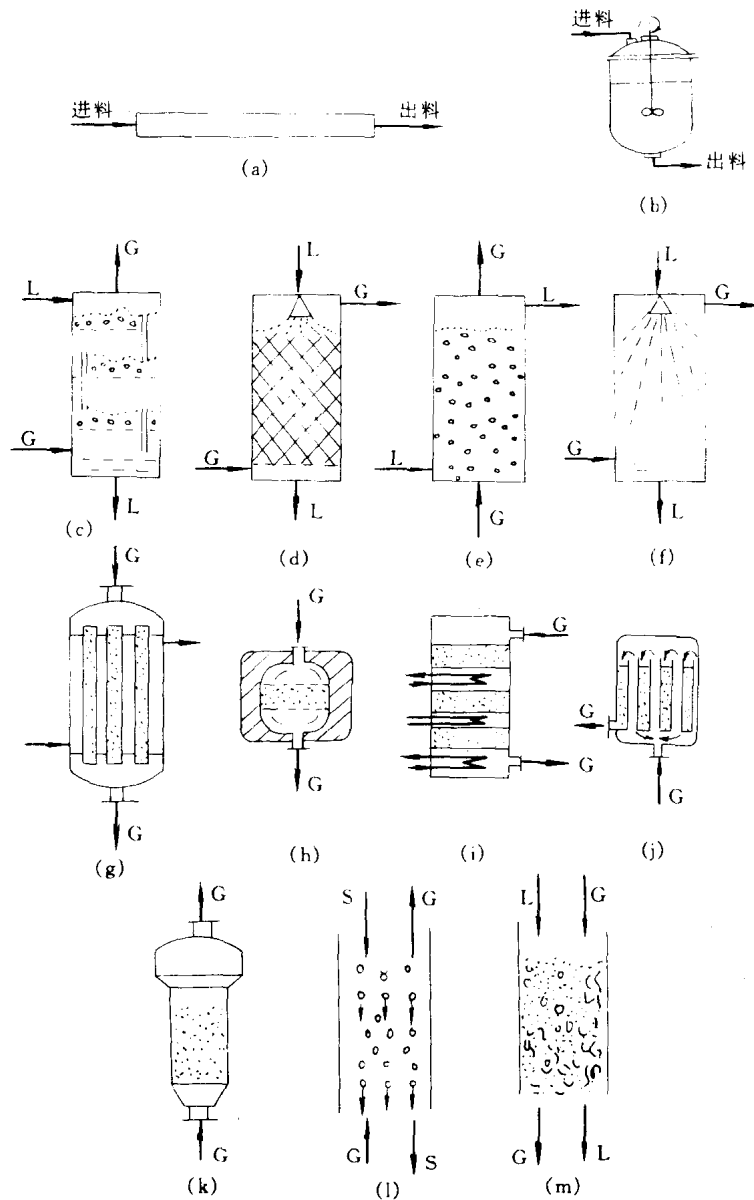 进料
进料 出料
(a)
出料
(b)
G L G L
L G L G
G G L G
L L G L
(c) (d) (e) (f)
G
G G
G
G G
G G G
(g) (h) (i) (j)
G S G L G
G G S G L
(k) (l) (m)